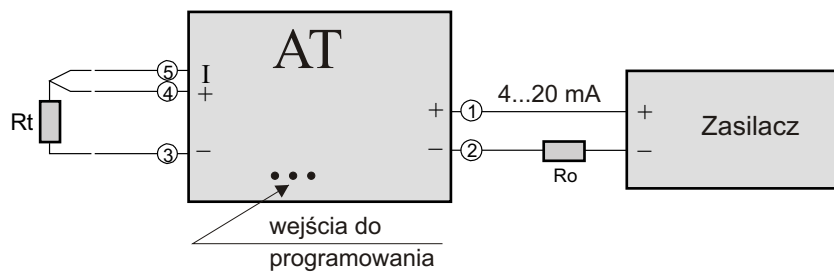 AT
5 I
4 +
Rt
3 −
+ 1 4...20 mA +
− 2 −
Ro
Zasilacz
wejścia do
programowania